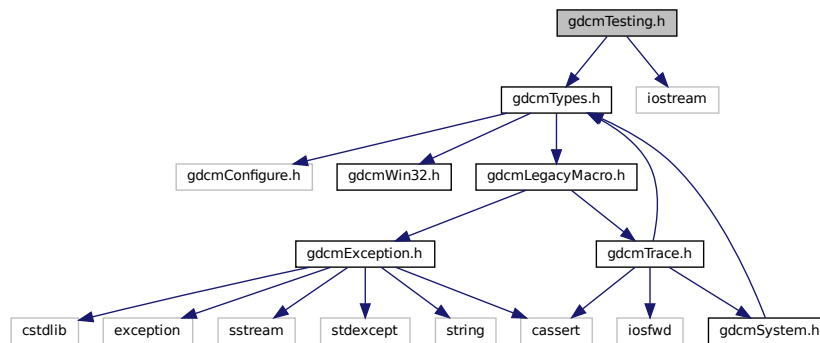 gdcmTesting.h
gdcmTypes.h
iostream
gdcmConfigure.h
gdcmWin32.h
gdcmLegacyMacro.h
gdcmException.h
gdcmTrace.h
cstdlib
exception
sstream
stdexcept
string
cassert
iosfwd
gdcmSystem.h